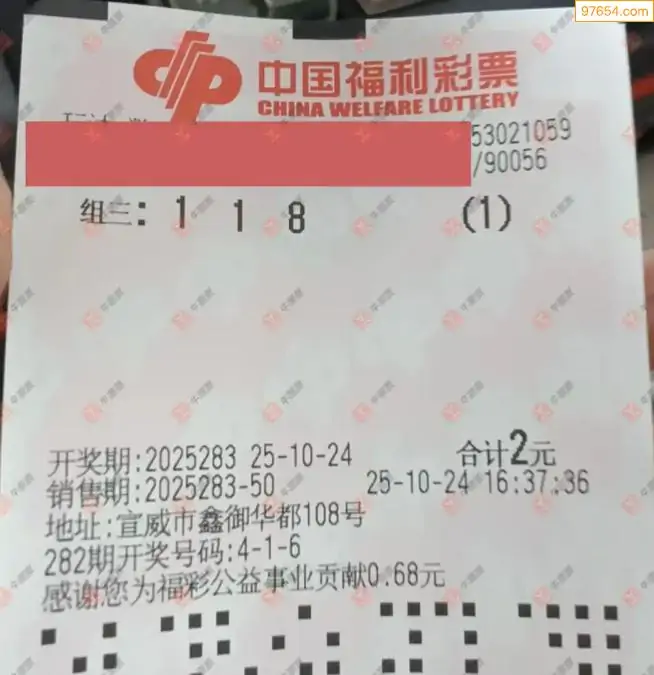 97654.com
中国福利彩票
CHINA WELFARE LOTTERY
53021059
/90056
组三: 1 1 8 (1)
开奖期:2025283 25-10-24 合计2元
销售期:2025283-50 25-10-24 16:37:36
地址:宣威市鑫御华都108号
282期开奖号码:4-1-6
感谢您为福彩公益事业贡献0.68元